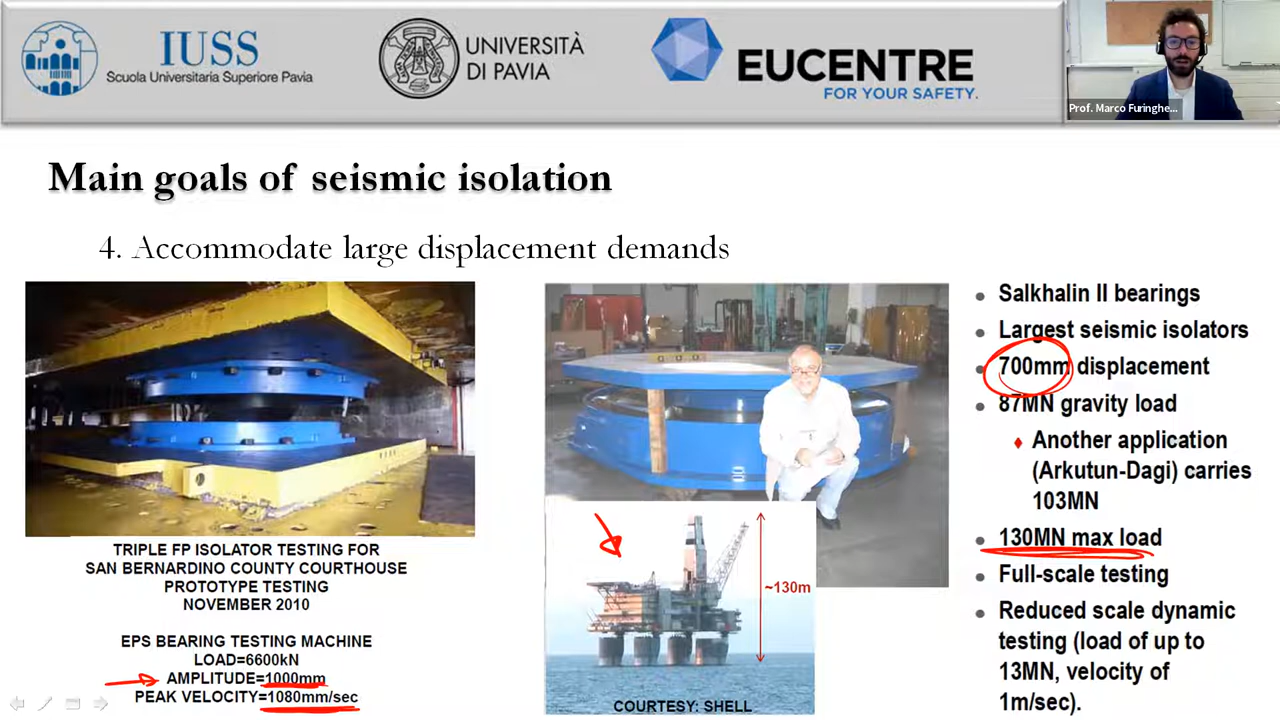 IUSS
Scuola Universitaria Superiore Pavia
UNIVERSITÀ
DI PAVIA
EUCENTRE
FOR YOUR SAFETY.
Prof. Marco Furinghe...
Main goals of seismic isolation
4. Accommodate large displacement demands
TRIPLE FP ISOLATOR TESTING FOR
SAN BERNARDINO COUNTY COURTHOUSE
PROTOTYPE TESTING
NOVEMBER 2010
EPS BEARING TESTING MACHINE
LOAD=6600kN
AMPLITUDE=1000mm
PEAK VELOCITY=1080mm/sec
~130m
COURTESY: SHELL
Salkhalin II bearings
Largest seismic isolators
700mm displacement
87MN gravity load
Another application
(Arkutun-Dagi) carries
103MN
130MN max load
Full-scale testing
Reduced scale dynamic
testing (load of up to
13MN, velocity of
1m/sec).